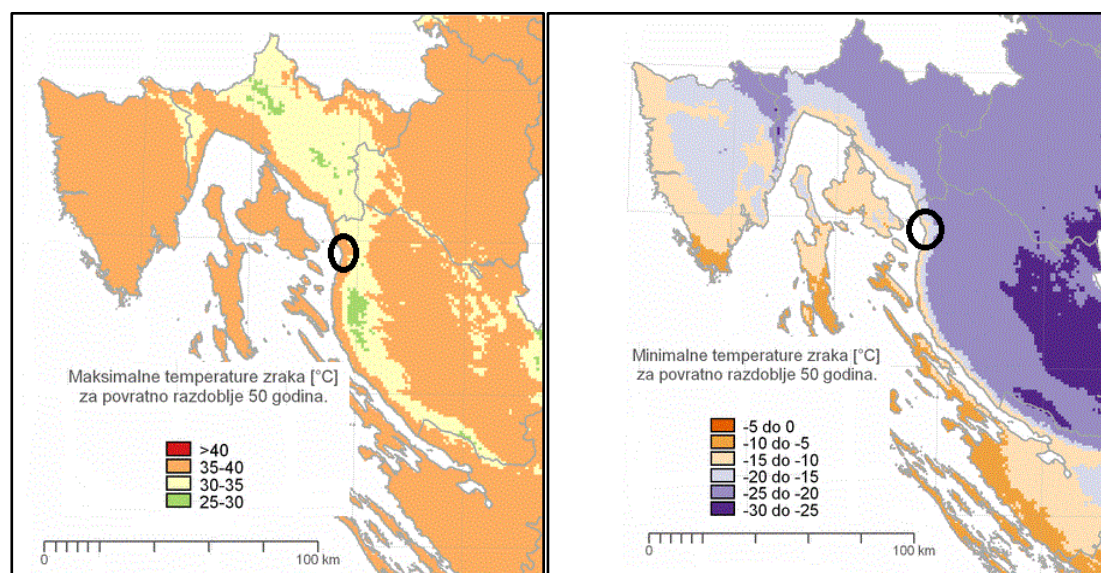 Maksimalne temperature zraka [°C]
za povratno razdoblje 50 godina.
>40
35-40
30-35
25-30
0
100 km
Minimalne temperature zraka [°C]
za povratno razdoblje 50 godina.
-5 do 0
-10 do -5
-15 do -10
-20 do -15
-25 do -20
-30 do -25
0
100 km